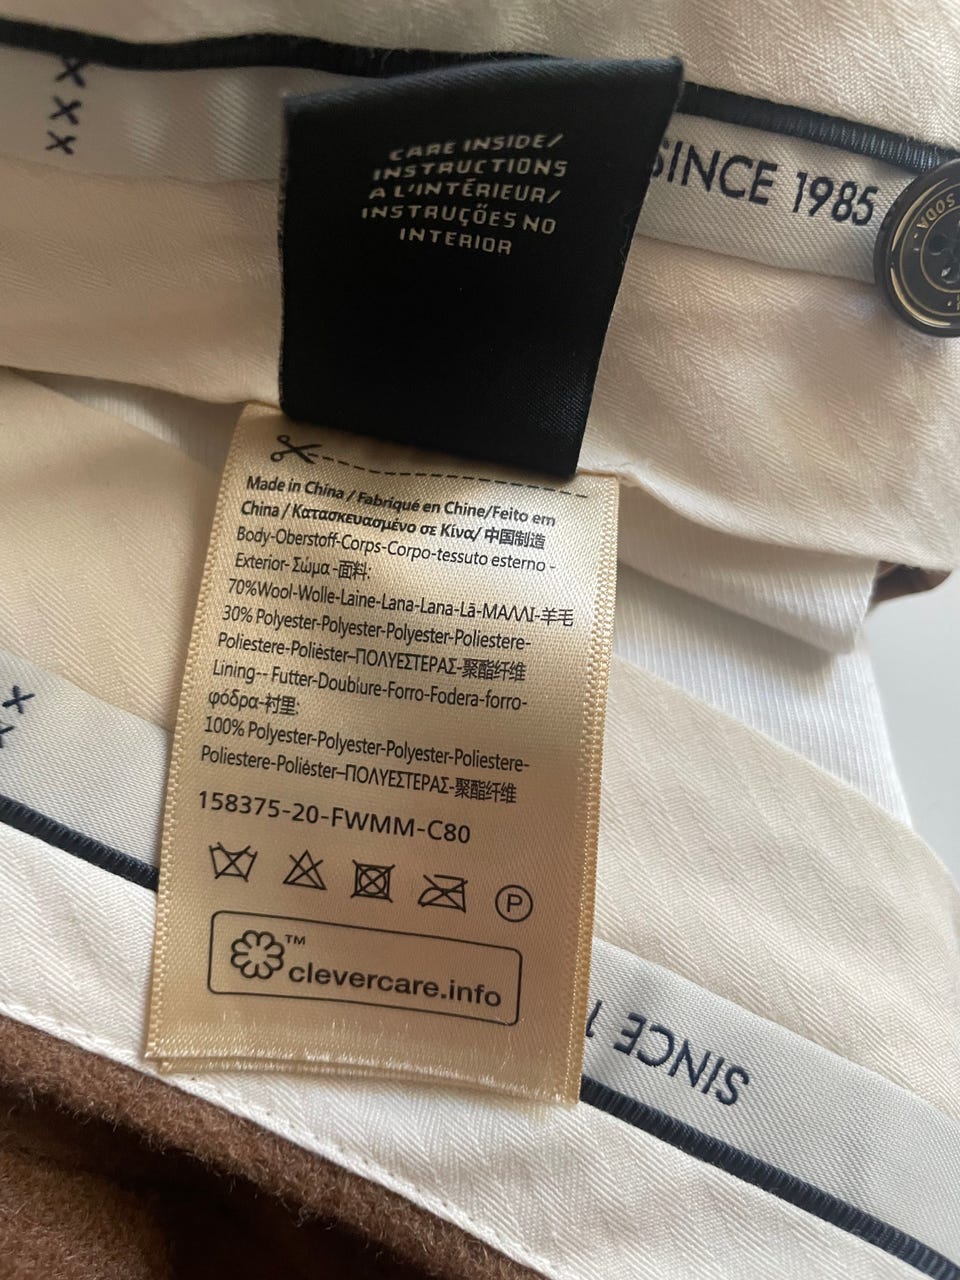 CARE INSIDE/
INSTRUCTIONS
A L'INTÉRIEUR/
INSTRUÇÕES NO
INTERIOR
SINCE 1985
SODA
Made in China / Fabriqué en Chine/Feito em
China / Κατασκευασμένο σε Κίνα/ 中国制造
Body-Oberstoff-Corps-Corpo-tessuto esterno -
Exterior- Σώμα -面料:
70%Wool-Wolle-Laine-Lana-Lana-Lã-ΜΑΛΛΙ-羊毛
30% Polyester-Polyester-Polyester-Poliestere-
Poliestere-Poliéster–ΠΟΛΥΕΣΤΕΡΑΣ-聚酯纤维
Lining-- Futter-Doubiure-Forro-Fodera-forro-
φόδρα-衬里:
100% Polyester-Polyester-Polyester-Poliestere-
Poliestere-Poliéster–ΠΟΛΥΕΣΤΕΡΑΣ-聚酯纤维
158375-20-FWMM-C80
P
™
clevercare.info
SINCE 1